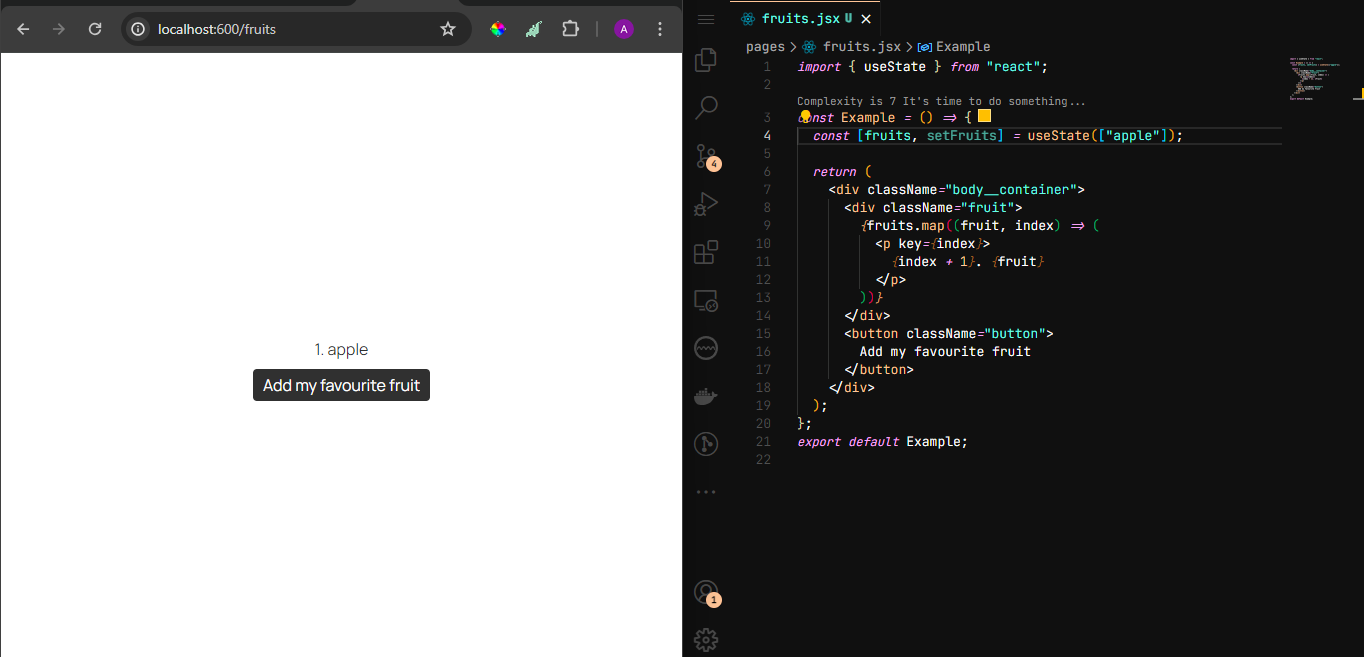 localhost:600/fruits
A
1. apple
Add my favourite fruit
fruits.jsx U
pages > fruits.jsx > Example
4
1
1 import { useState } from "react";
2
Complexity is 7 It's time to do something...
3 const Example = () => {
4 const [fruits, setFruits] = useState(["apple"]);
5
6 return (
7 <div className="body__container">
8 <div className="fruit">
9 {fruits.map((fruit, index) => (
10 <p key={index}>
11 {index + 1}. {fruit}
12 </p>
13 ))}
14 </div>
15 <button className="button">
16 Add my favourite fruit
17 </button>
18 </div>
19 );
20 };
21 export default Example;
22